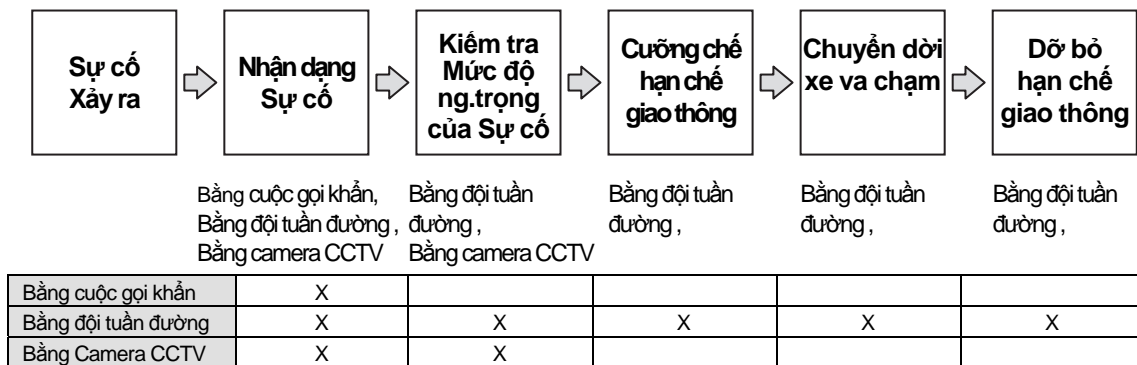 Sự cố
Xảy ra
Nhận dạng
Sự cố
Kiểm tra
Mức độ
ng.trọng
của Sự cố
Cưỡng chế
hạn chế
giao thông
Chuyển dời
xe va chạm
Dỡ bỏ
hạn chế
giao thông
Bằng cuộc gọi khẩn,
Bằng đội tuần đường ,
Bằng camera CCTV
Bằng đội tuần
đường ,
Bằng camera CCTV
Bằng đội tuần
đường ,
Bằng đội tuần
đường ,
Bằng đội tuần
đường ,
Bằng cuộc gọi khẩn X
Bằng đội tuần đường X X X X X
Bằng Camera CCTV X X